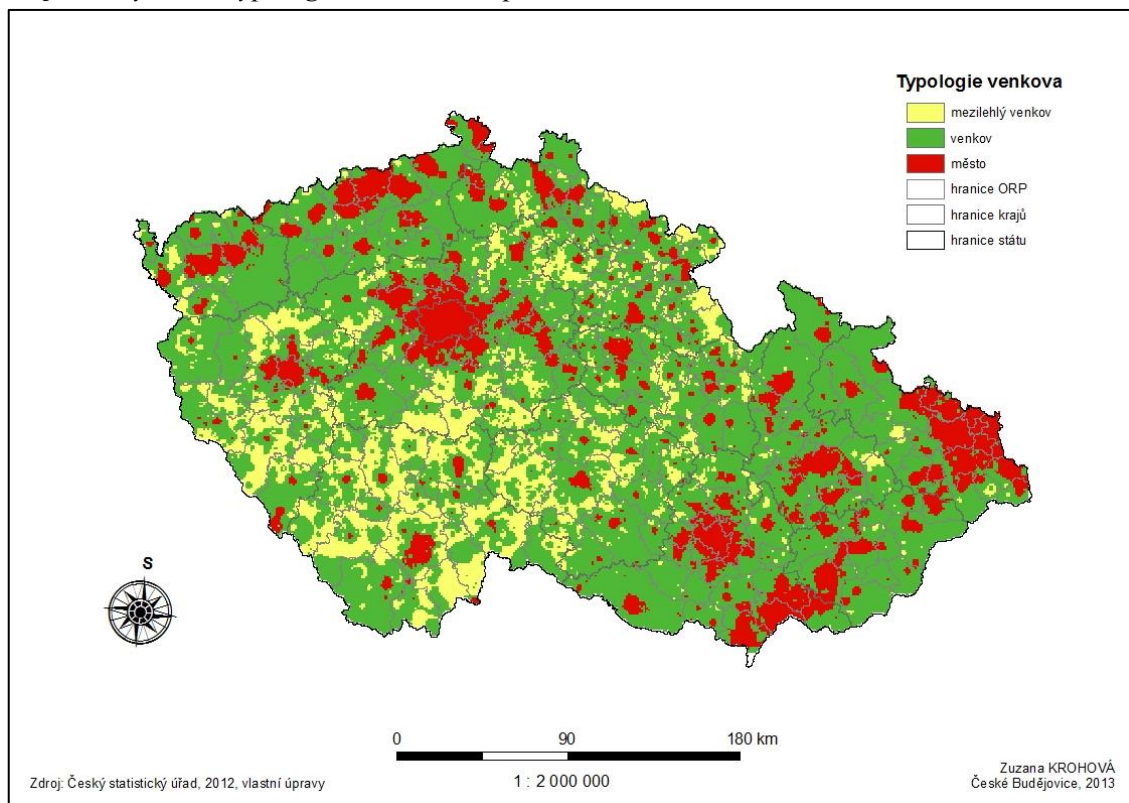 Typologie venkova
mezilehlý venkov
venkov
město
hranice ORP
hranice krajů
hranice státu
S
0 90 180 km
1 : 2 000 000
Zdroj: Český statistický úřad, 2012, vlastní úpravy
Zuzana KROHOVÁ
České Budějovice, 2013